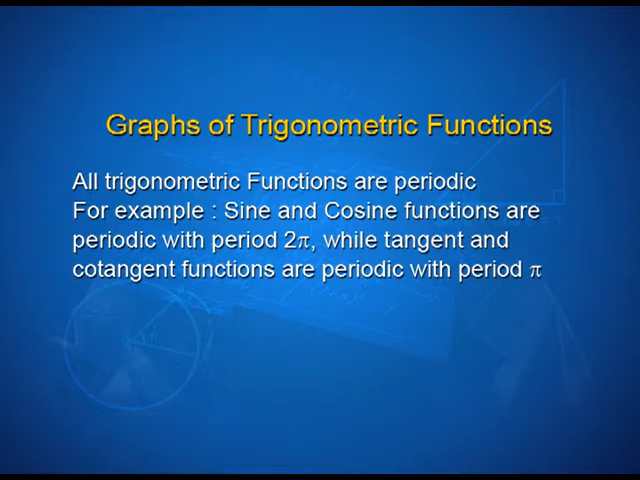 Graphs of Trigonometric Functions
All trigonometric Functions are periodic
For example : Sine and Cosine functions are
periodic with period 2π, while tangent and
cotangent functions are periodic with period π